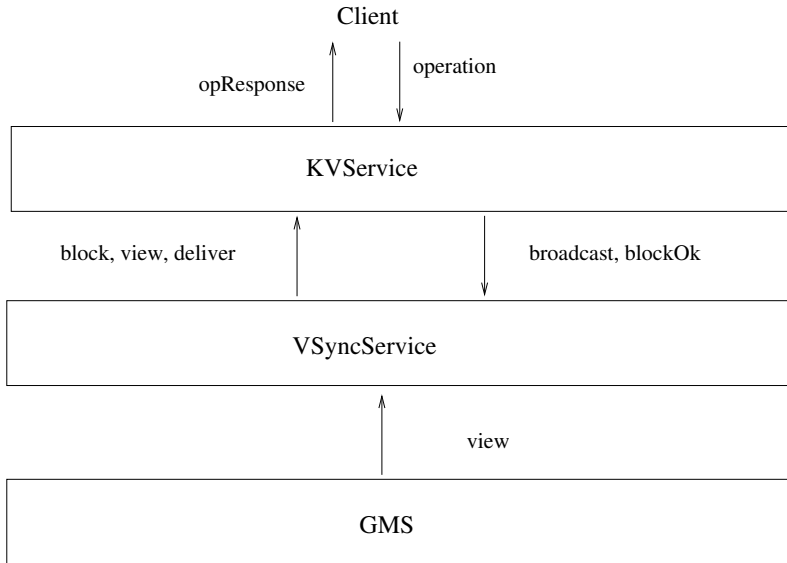 Client
opResponse
operation
KVService
block, view, deliver
broadcast, blockOk
VSyncService
view
GMS